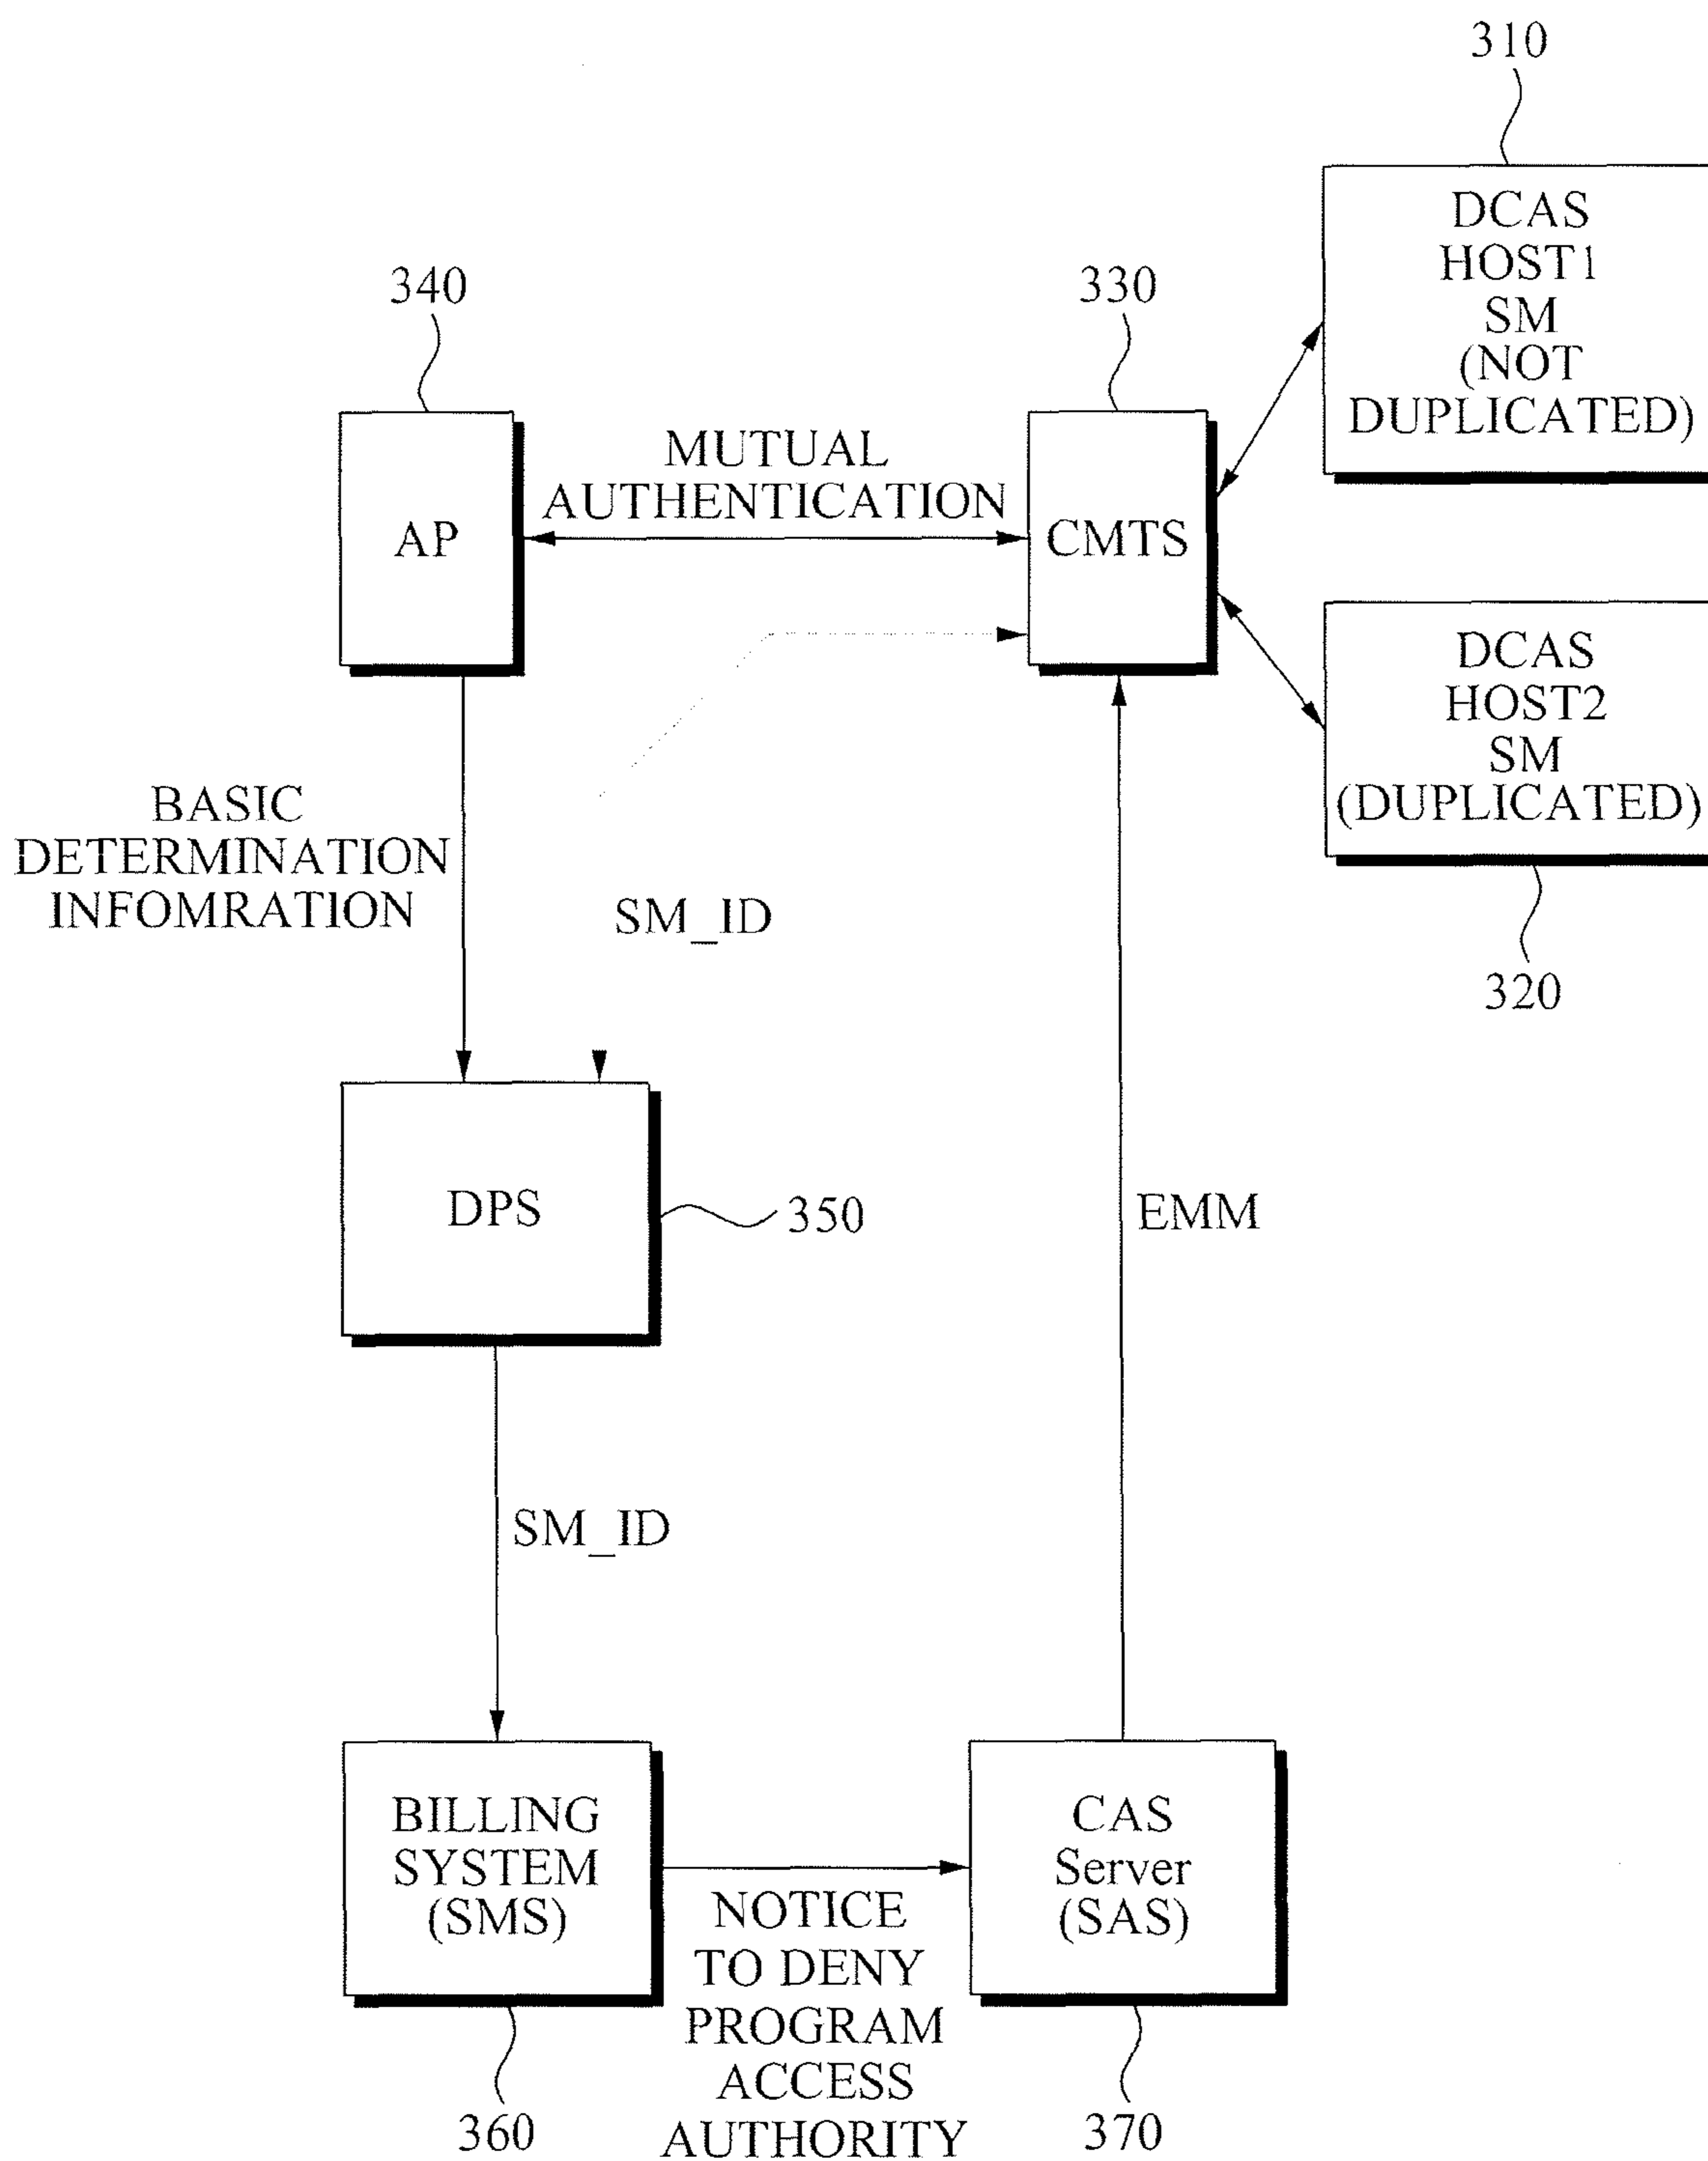 310
DCAS
HOST1
SM
(NOT
DUPLICATED)
340
330
MUTUAL
AUTHENTICATION
AP
CMTS
DCAS
HOST2
SM
(DUPLICATED)
320
BASIC
DETERMINATION
INFOMRATION
SM_ID
DPS
350
EMM
SM_ID
BILLING
SYSTEM
(SMS)
CAS
Server
(SAS)
NOTICE
TO DENY
PROGRAM
ACCESS
AUTHORITY
360
370